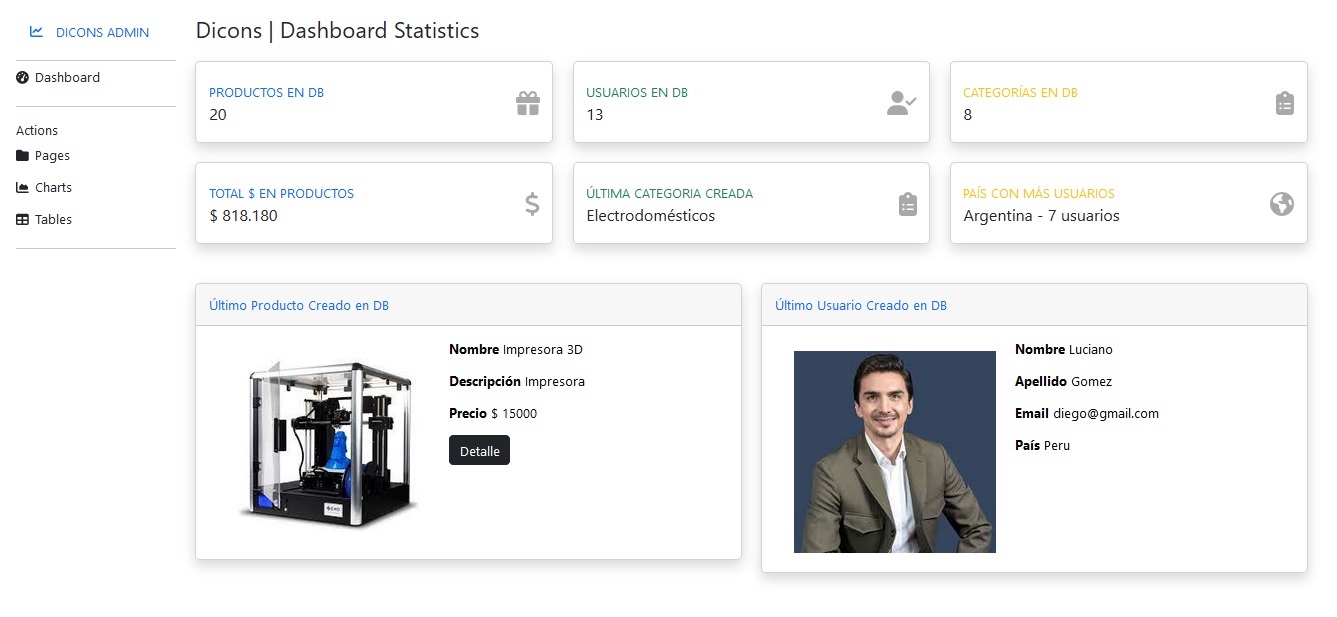 DICONS ADMIN
Dashboard
Actions
Pages
Charts
Tables
Dicons | Dashboard Statistics
PRODUCTOS EN DB
20
USUARIOS EN DB
13
CATEGORÍAS EN DB
8
TOTAL $ EN PRODUCTOS
$ 818.180
ÚLTIMA CATEGORIA CREADA
Electrodomésticos
PAÍS CON MÁS USUARIOS
Argentina - 7 usuarios
Último Producto Creado en DB
Nombre Impresora 3D
Descripción Impresora
Precio $ 15000
Detalle
Último Usuario Creado en DB
Nombre Luciano
Apellido Gomez
Email diego@gmail.com
País Peru